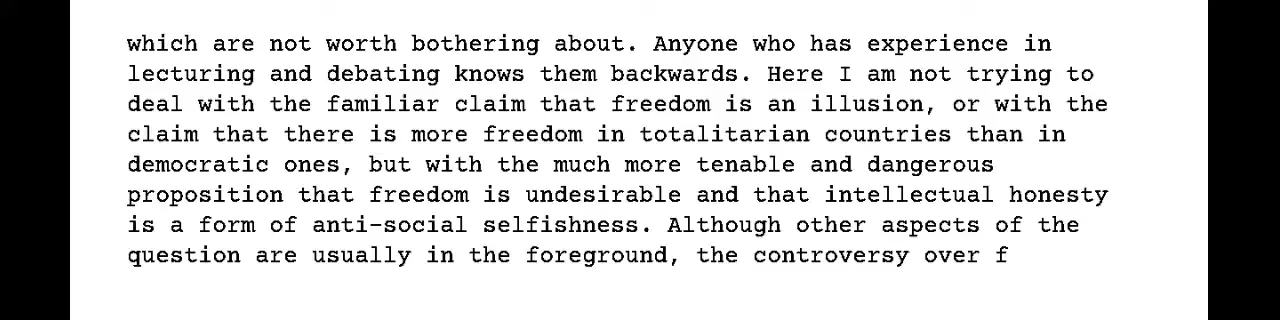 which are not worth bothering about. Anyone who has experience in
lecturing and debating knows them backwards. Here I am not trying to
deal with the familiar claim that freedom is an illusion, or with the
claim that there is more freedom in totalitarian countries than in
democratic ones, but with the much more tenable and dangerous
proposition that freedom is undesirable and that intellectual honesty
is a form of anti-social selfishness. Although other aspects of the
question are usually in the foreground, the controversy over f